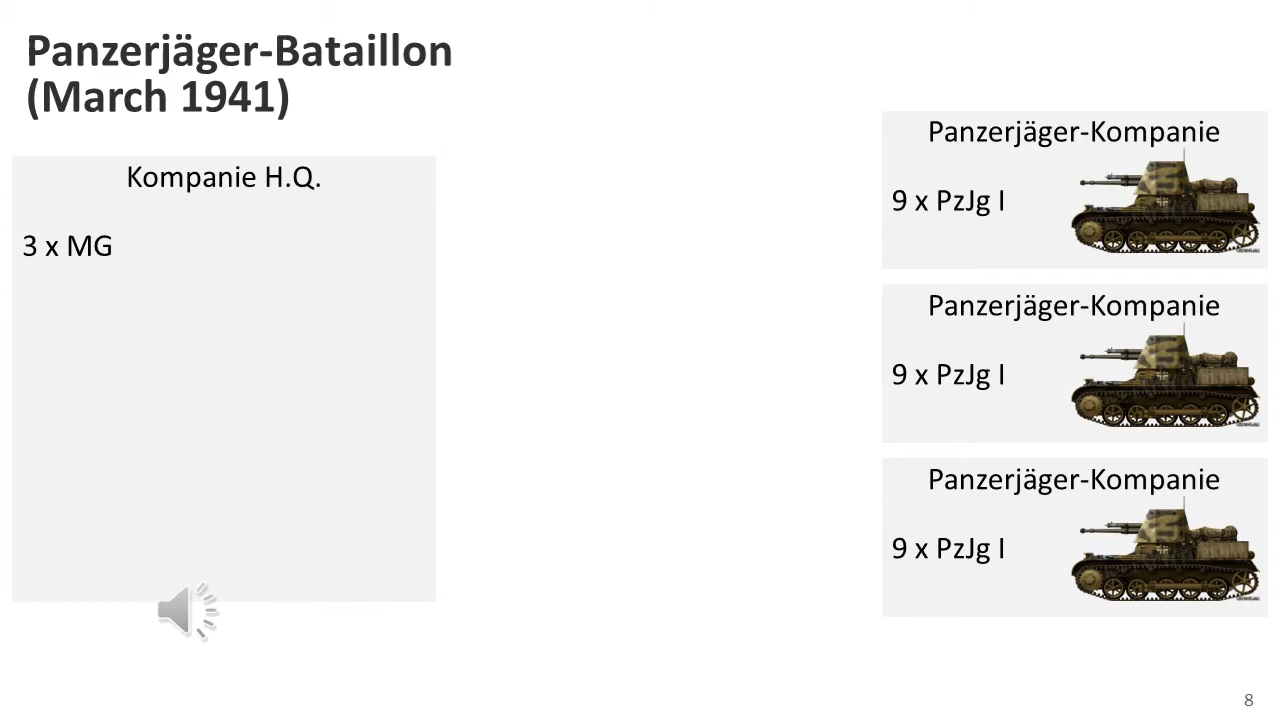 Panzerjäger-Bataillon
(March 1941)
Kompanie H.Q.
3 x MG
Panzerjäger-Kompanie
9 x PzJg I
Panzerjäger-Kompanie
9 x PzJg I
Panzerjäger-Kompanie
9 x PzJg I
8